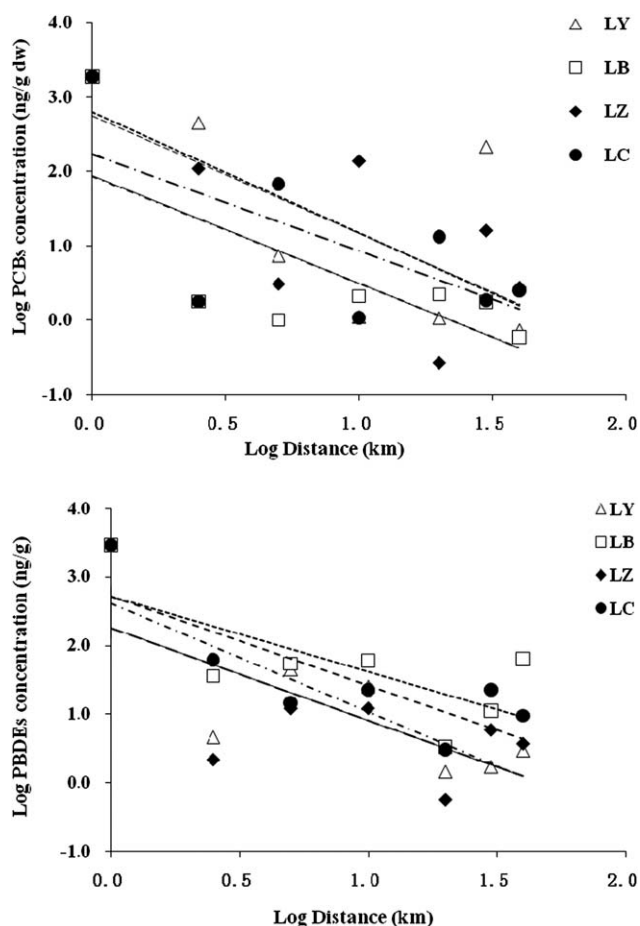 LY
LB
LZ
LC
4.0
3.0
2.0
1.0
0.0
-1.0
Log PCBs concentration (ng/g dw)
0.0
0.5
1.0
1.5
2.0
Log Distance (km)
LY
LB
LZ
LC
4.0
3.0
2.0
1.0
0.0
-1.0
Log PBDEs concentration (ng/g)
0.0
0.5
1.0
1.5
2.0
Log Distance (km)